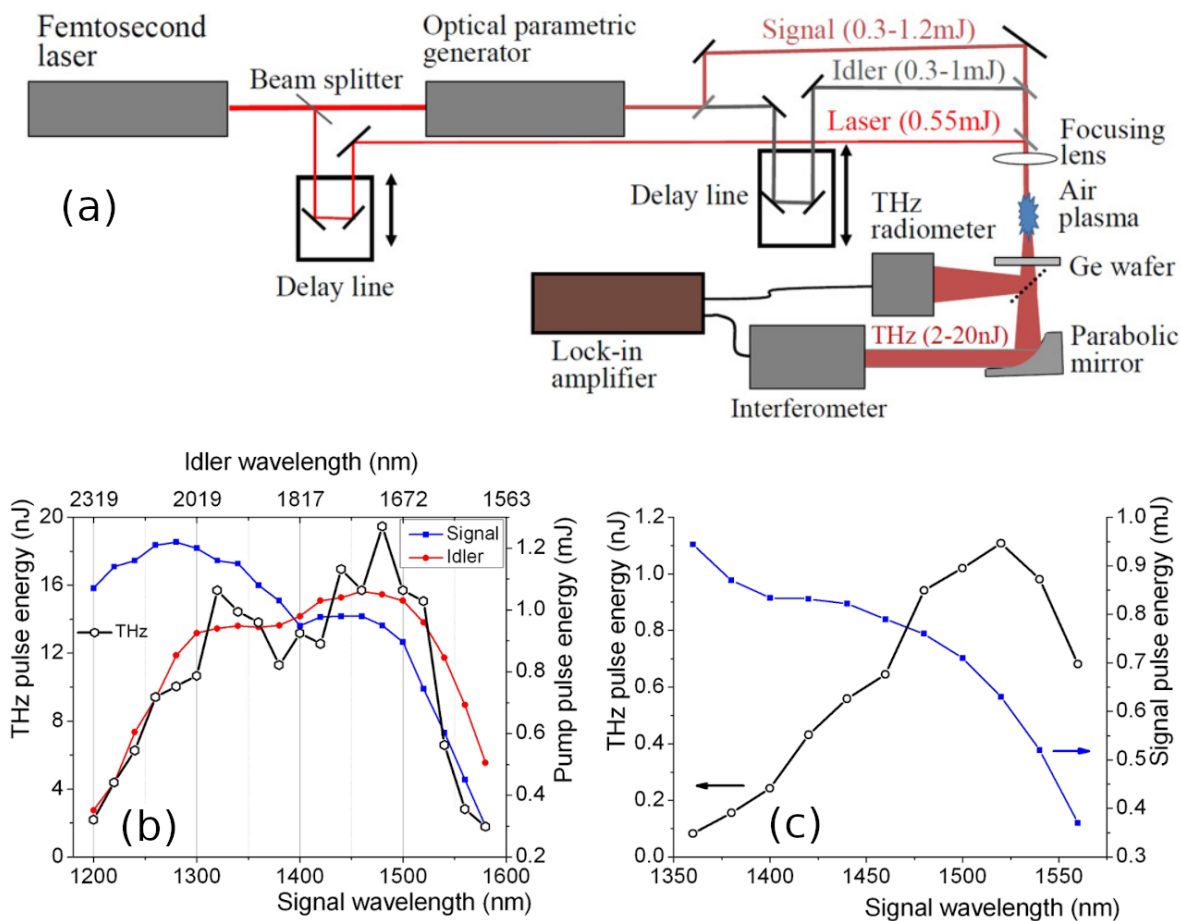 Femtosecond
laser
Beam splitter
Optical parametric
generator
Signal (0.3-1.2mJ)
Idler (0.3-1mJ)
Laser (0.55mJ)
Focusing
lens
(a)
Delay line
Delay line
THz
radiometer
Air
plasma
Ge wafer
Lock-in
amplifier
THz (2-20nJ)
Interferometer
Parabolic
mirror
Idler wavelength (nm)
2319 2019 1817 1672 1563
THz pulse energy (nJ)
20
16
12
8
4
0
Signal
Idler
THz
(b)
1.2
1.0
0.8
0.6
0.4
0.2
Pump pulse energy (mJ)
1200 1300 1400 1500 1600
Signal wavelength (nm)
THz pulse energy (nJ)
1.2
1.0
0.8
0.6
0.4
0.2
0.0
(c)
1.0
0.9
0.8
0.7
0.6
0.5
0.4
0.3
Signal pulse energy (mJ)
1350 1400 1450 1500 1550
Signal wavelength (nm)